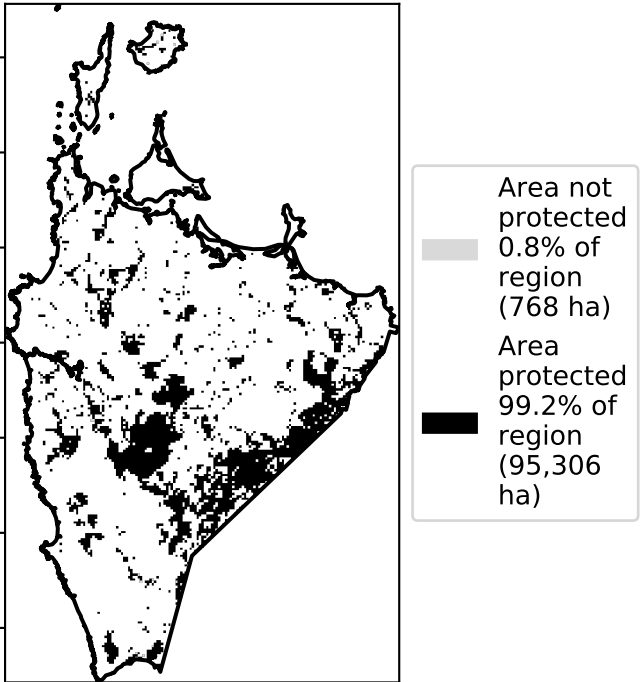 Area not
protected
0.8% of
region
(768 ha)
Area
protected
99.2% of
region
(95,306
ha)